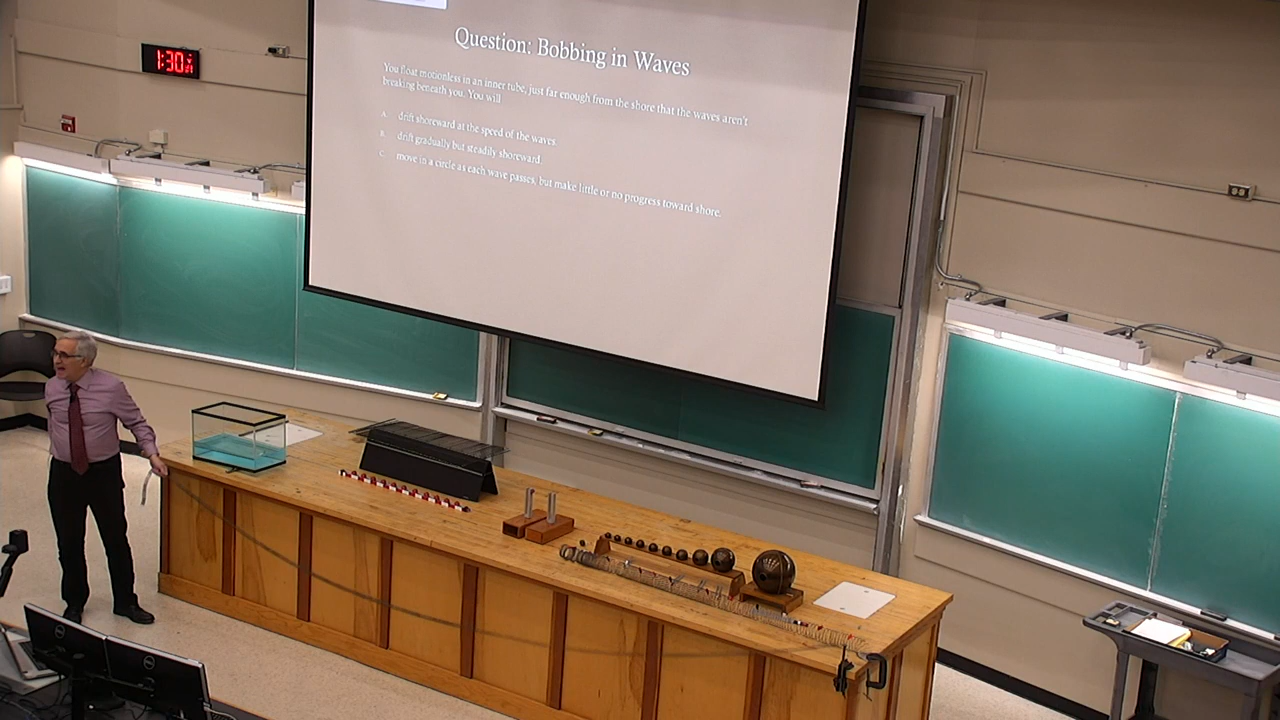 1:30
Question: Bobbing in Waves
You float motionless in an inner tube, just far enough from the shore that the waves aren't
breaking beneath you. You will
A. drift shoreward at the speed of the waves.
B. drift gradually but steadily shoreward.
C. move in a circle as each wave passes, but make little or no progress toward shore.
DELL
DELL